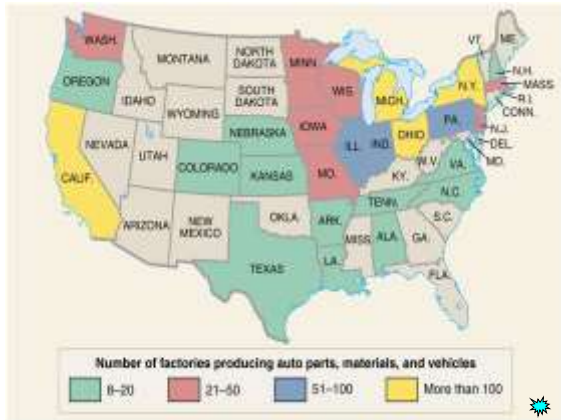 WASH.
MONTANA
NORTH
DAKOTA
MINN.
VT.
ME.
OREGON
IDAHO
SOUTH
DAKOTA
WIS.
MICH.
N.Y.
N.H.
MASS
R.I.
CONN.
WYOMING
NEBRASKA
IOWA
ILL.
IND.
OHIO
PA.
N.J.
DEL.
MD.
NEVADA
UTAH
COLORADO
KANSAS
MO.
KY.
W.V.
VA.
CALIF.
ARIZONA
NEW
MEXICO
OKLA.
ARK.
TENN.
N.C.
S.C.
TEXAS
LA.
MISS.
ALA.
GA.
FLA.
Number of factories producing auto parts, materials, and vehicles
8–20
21–50
51–100
More than 100